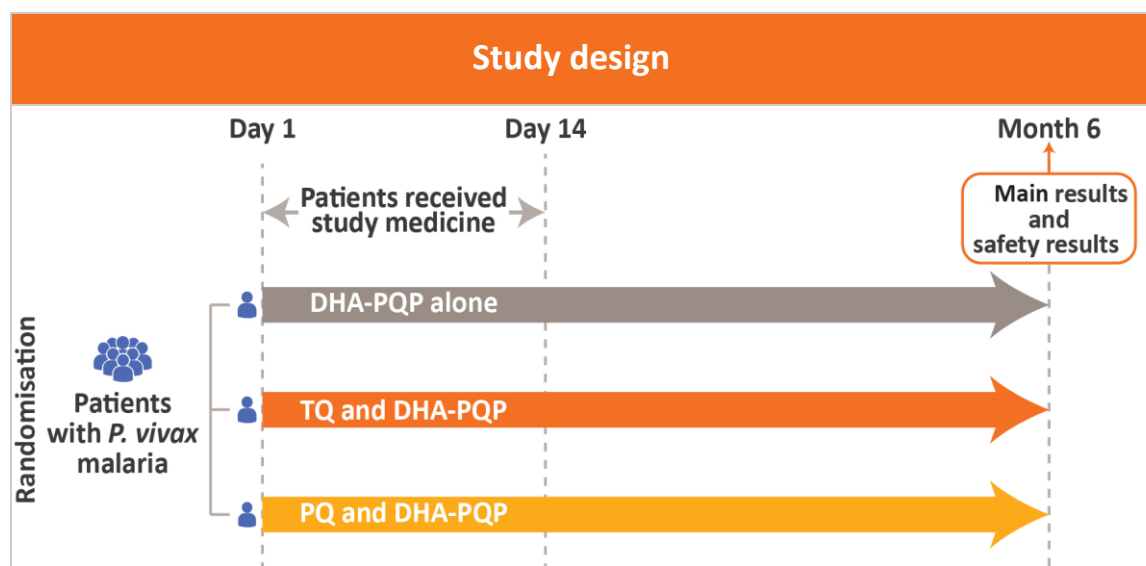 Study design
Day 1
Day 14
Month 6
Patients received
study medicine
Main results
and
safety results
Randomisation
Patients
with P. vivax
malaria
DHA-PQP alone
TQ and DHA-PQP
PQ and DHA-PQP